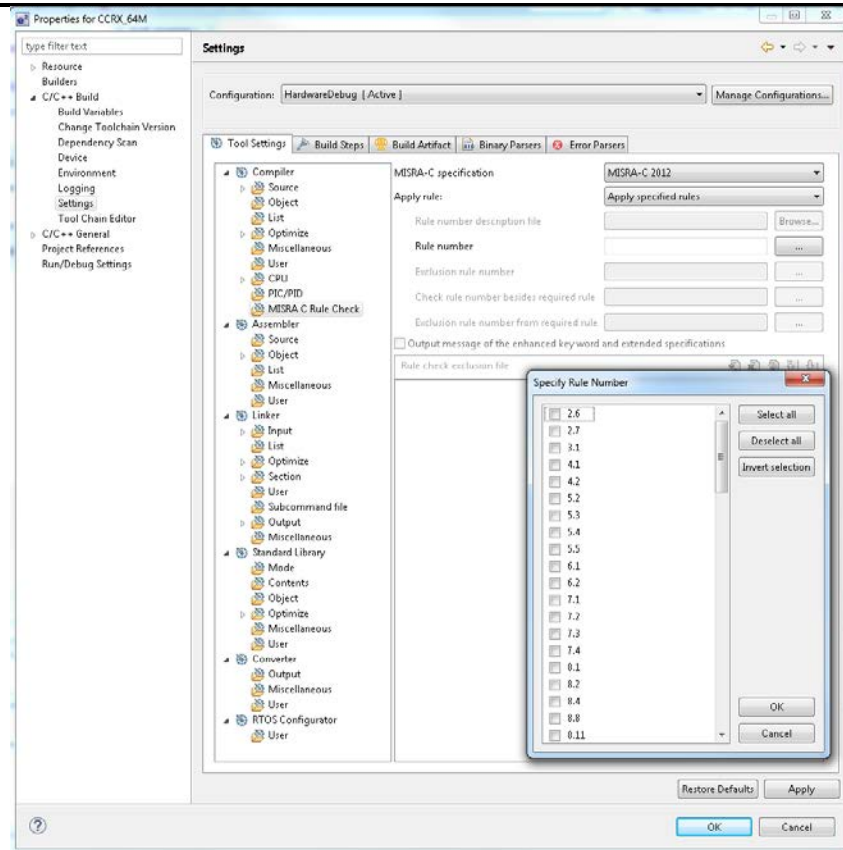 Properties for CCRX_64M
type filter text
Resource
Builders
C/C++ Build
Build Variables
Change Toolchain Version
Dependency Scan
Device
Environment
Logging
Settings
Tool Chain Editor
C/C++ General
Project References
Run/Debug Settings
Settings
Configuration: HardwareDebug [ Active ] Manage Configurations...
Tool Settings Build Steps Build Artifact Binary Parsers Error Parsers
Compiler
Source
Object
List
Optimize
Miscellaneous
User
CPU
PIC/PID
MISRA C Rule Check
Assembler
Source
Object
List
Miscellaneous
User
Linker
Input
List
Optimize
Section
User
Subcommand file
Output
Miscellaneous
Standard Library
Mode
Contents
Object
Optimize
Miscellaneous
User
Converter
Output
Miscellaneous
User
RTOS Configurator
User
MISRA-C specification MISRA-C 2012
Apply rule: Apply specified rules
Rule number description file Browse...
Rule number ...
Exclusion rule number ...
Check rule number besides required rule ...
Exclusion rule number from required rule ...
Output message of the enhanced keyword and extended specifications
Rule check exclusion file
Specify Rule Number
2.6
2.7
3.1
4.1
4.2
5.2
5.3
5.4
5.5
6.1
6.2
7.1
7.2
7.3
7.4
8.1
8.2
8.4
8.8
8.11
Select all
Deselect all
Invert selection
OK
Cancel
Restore Defaults Apply
OK Cancel